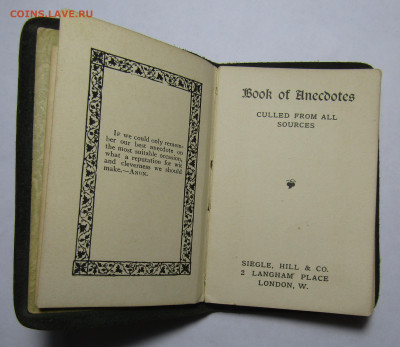 COINS.LAVE.RU
If we could only remem-
ber our best anecdote on
the most suitable occasion,
what a reputation for wit
and cleverness we should
make.—Anon.
Book of Anecdotes
CULLED FROM ALL
SOURCES
SIEGLE, HILL & CO.
2 LANGHAM PLACE
LONDON, W.